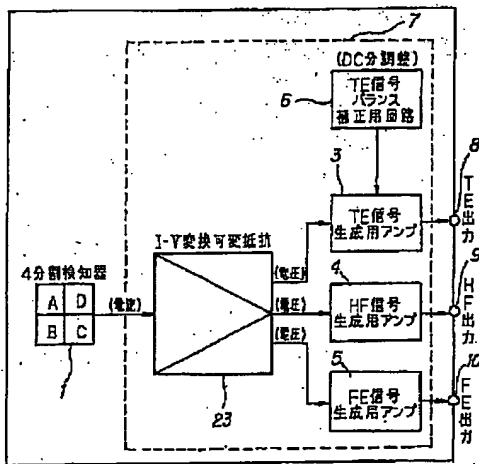 7
(DC分調整)
TE信号
バランス
補正用回路
6
8
3
TE信号
生成用アンプ
TE出力
I-V変換可変抵抗
(電圧)
9
4分割検知器
A D
B C
1
(電圧)
4
HF信号
生成用アンプ
HF出力
(電圧)
10
5
FE信号
生成用アンプ
FE出力
23